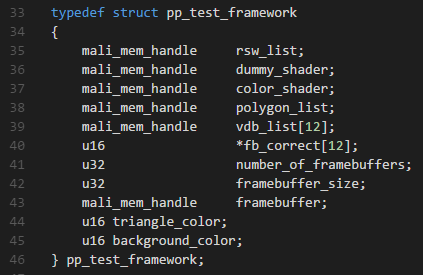 33 typedef struct pp_test_framework
34 {
35     mali_mem_handle     rsw_list;
36     mali_mem_handle     dummy_shader;
37     mali_mem_handle     color_shader;
38     mali_mem_handle     polygon_list;
39     mali_mem_handle     vdb_list[12];
40     u16                 *fb_correct[12];
41     u32                 number_of_framebuffers;
42     u32                 framebuffer_size;
43     mali_mem_handle     framebuffer;
44     u16 triangle_color;
45     u16 background_color;
46 } pp_test_framework;